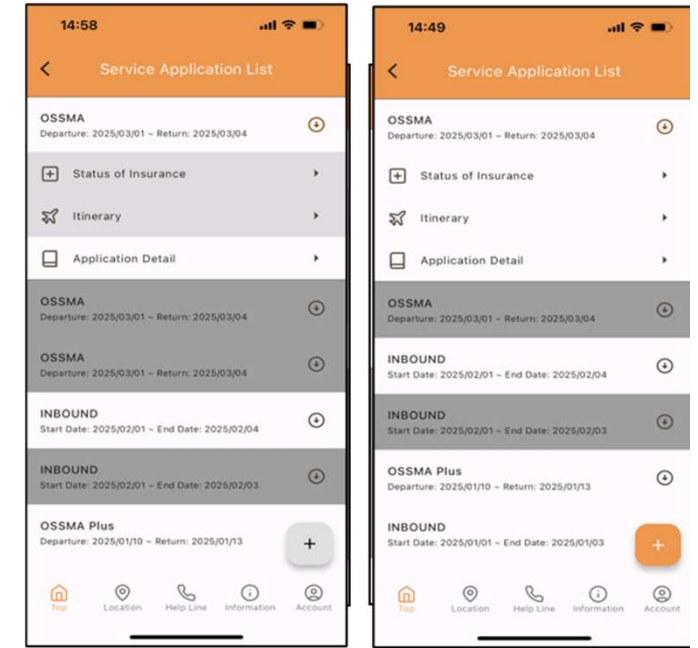 14:58
Service Application List
OSSMA
Departure: 2025/03/01 ~ Return: 2025/03/04
Status of Insurance
Itinerary
Application Detail
OSSMA
Departure: 2025/03/01 ~ Return: 2025/03/04
OSSMA
Departure: 2025/03/01 ~ Return: 2025/03/04
INBOUND
Start Date: 2025/02/01 ~ End Date: 2025/02/04
INBOUND
Start Date: 2025/02/01 ~ End Date: 2025/02/03
OSSMA Plus
Departure: 2025/01/10 ~ Return: 2025/01/13
+
Top Location Help Line Information Account
14:49
Service Application List
OSSMA
Departure: 2025/03/01 ~ Return: 2025/03/04
Status of Insurance
Itinerary
Application Detail
OSSMA
Departure: 2025/03/01 ~ Return: 2025/03/04
INBOUND
Start Date: 2025/02/01 ~ End Date: 2025/02/04
INBOUND
Start Date: 2025/02/01 ~ End Date: 2025/02/03
OSSMA Plus
Departure: 2025/01/10 ~ Return: 2025/01/13
INBOUND
Start Date: 2025/01/01 ~ End Date: 2025/01/03
+
Top Location Help Line Information Account